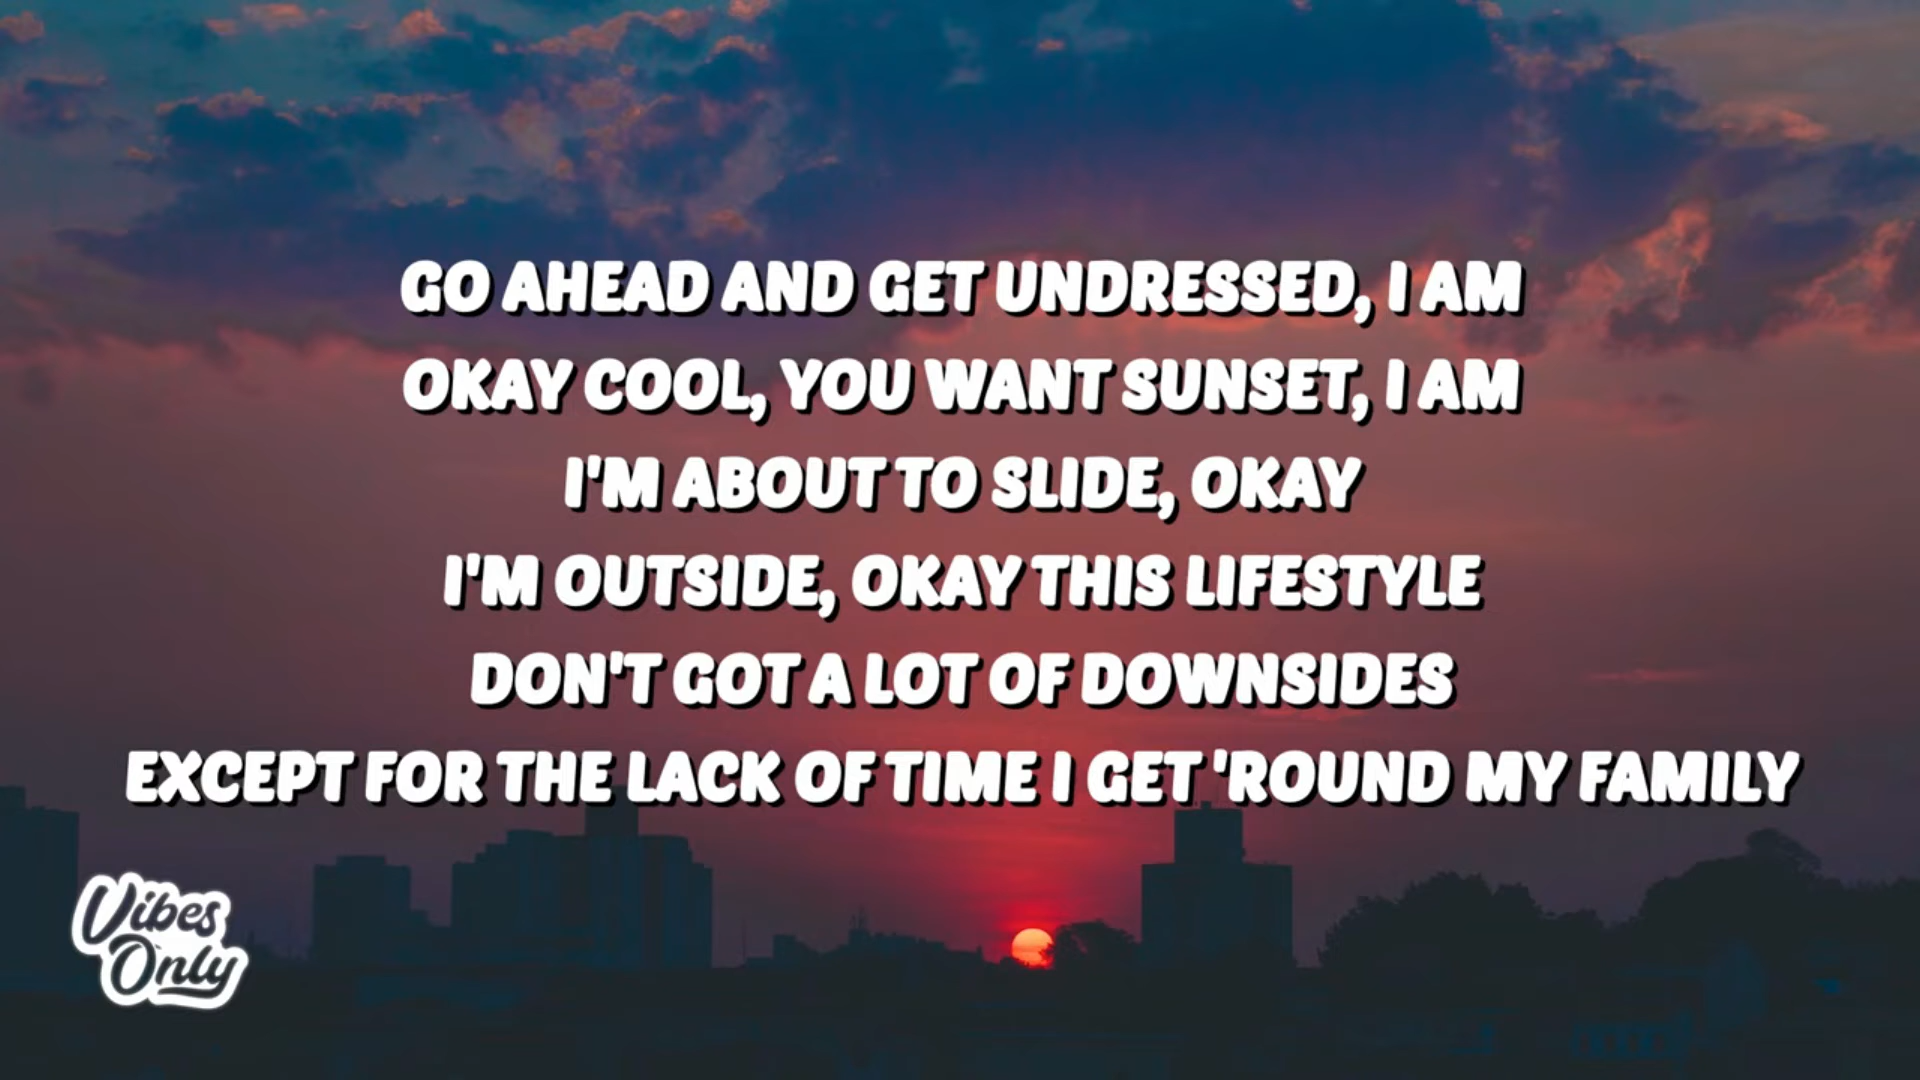 GO AHEAD AND GET UNDRESSED, I AM
OKAY COOL, YOU WANT SUNSET, I AM
I'M ABOUT TO SLIDE, OKAY
I'M OUTSIDE, OKAY THIS LIFESTYLE
DON'T GOT A LOT OF DOWNSIDES
EXCEPT FOR THE LACK OF TIME I GET 'ROUND MY FAMILY
Vibes
Only